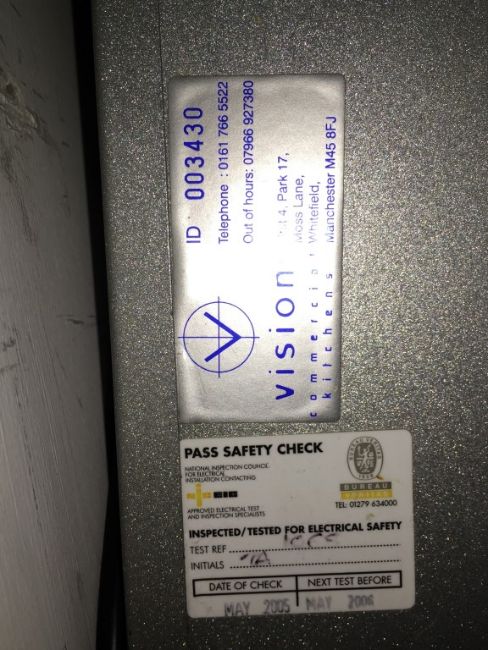 ID 003430
Telephone : 0161 766 5522
Out of hours: 07966 927380
V
vision
commercial
kitchens
4, Park 17,
Moss Lane,
Whitefield,
Manchester M45 8FJ
PASS SAFETY CHECK
NATIONAL INSPECTION COUNCIL
FOR ELECTRICAL
INSTALLATION CONTACTING
EIC
APPROVED ELECTRICAL TEST
AND INSPECTION SPECIALISTS
BUREAU
VERITAS
TEL: 01279 634000
INSPECTED/TESTED FOR ELECTRICAL SAFETY
TEST REF
INITIALS
DATE OF CHECK
NEXT TEST BEFORE
MAY 2005
MAY 2006